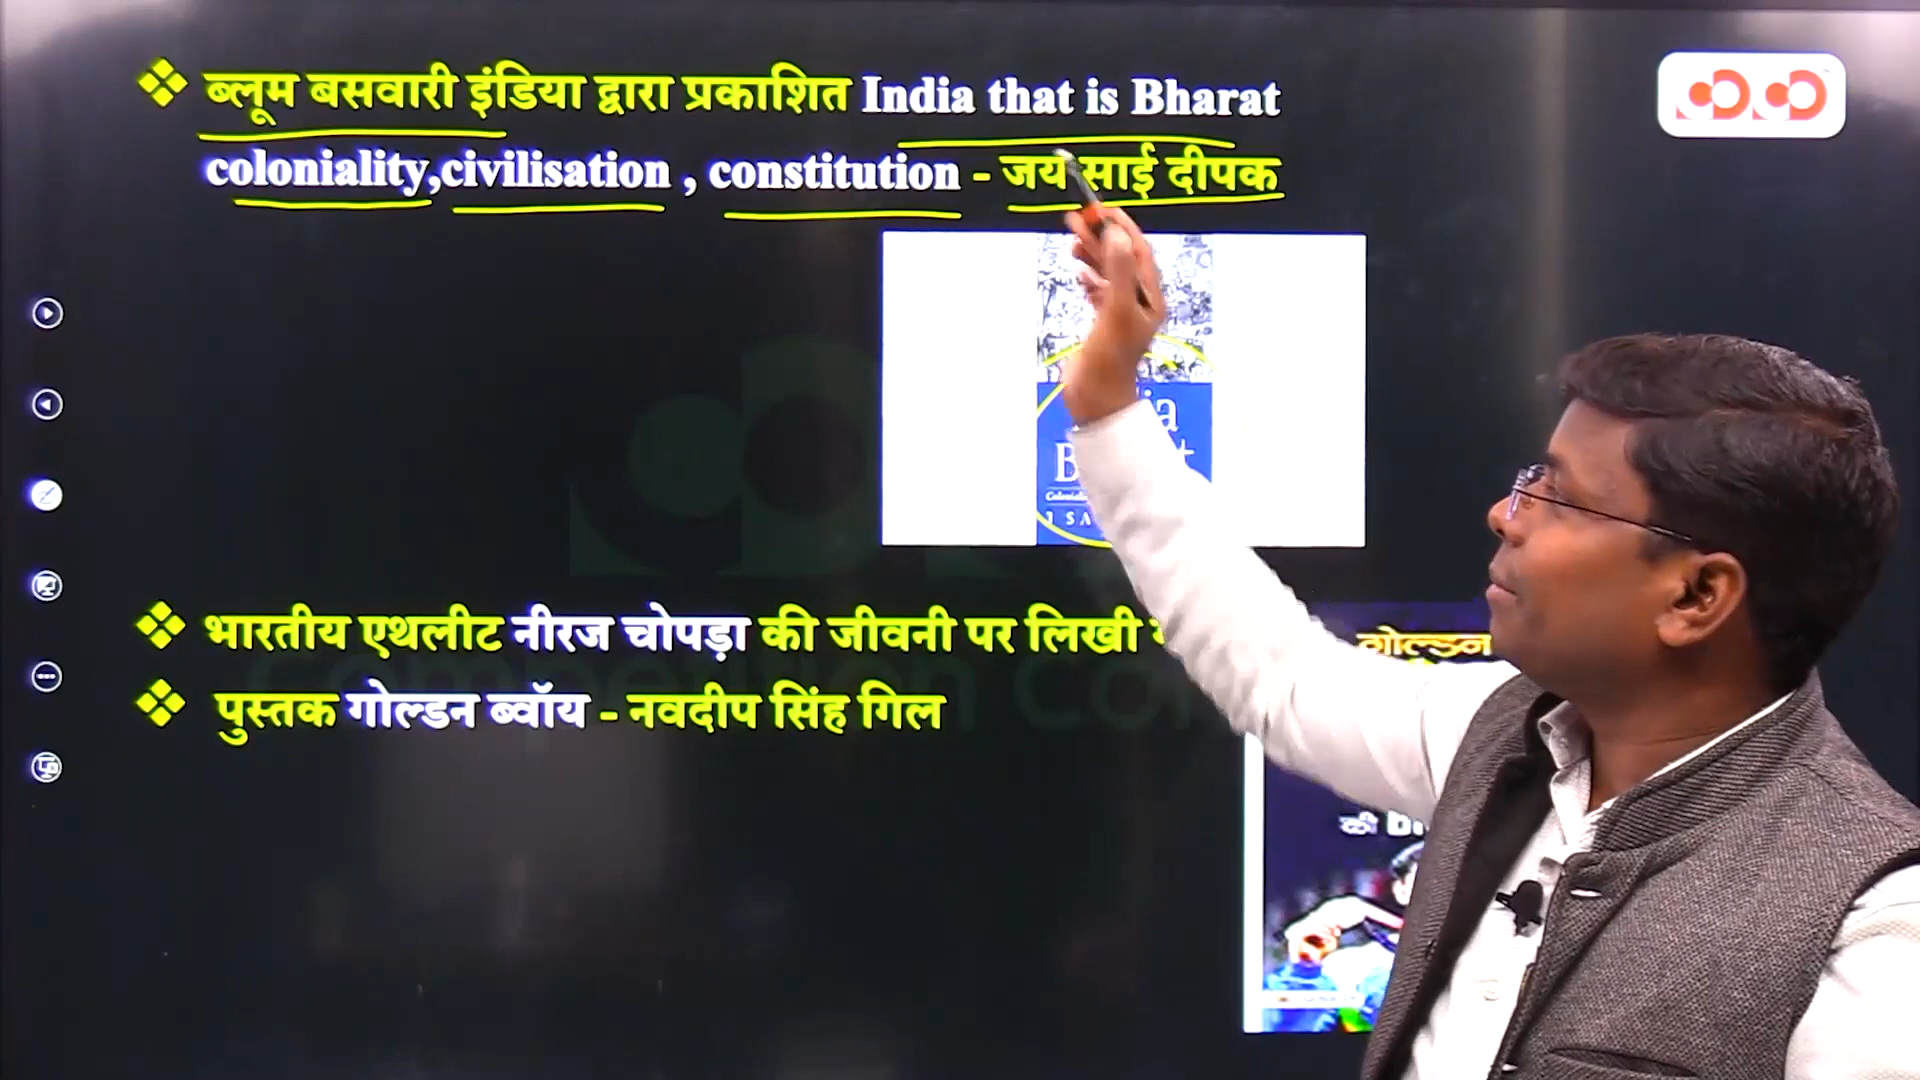 ब्लूम बसवारी इंडिया द्वारा प्रकाशित India that is Bharat
coloniality,civilisation , constitution - जय साई दीपक
भारतीय एथलीट नीरज चोपड़ा की जीवनी पर लिखी
पुस्तक गोल्डन ब्वॉय - नवदीप सिंह गिल
गोल्डन
की